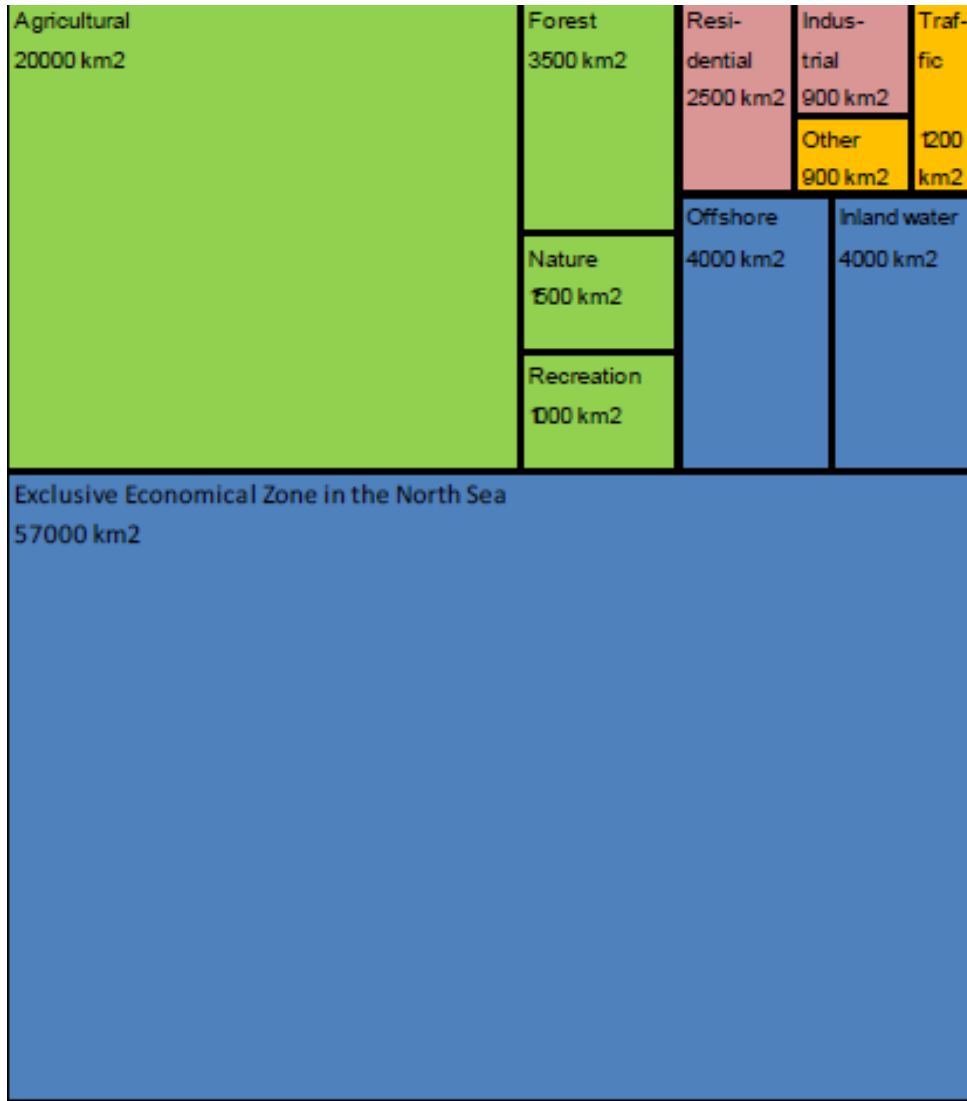 Agricultural
20000 km2
Forest
3500 km2
Resi-
dential
2500 km2
Indus-
trial
900 km2
Traf-
fic
1200
km2
Other
900 km2
Nature
1500 km2
Recreation
1000 km2
Offshore
4000 km2
Inland water
4000 km2
Exclusive Economical Zone in the North Sea
57000 km2